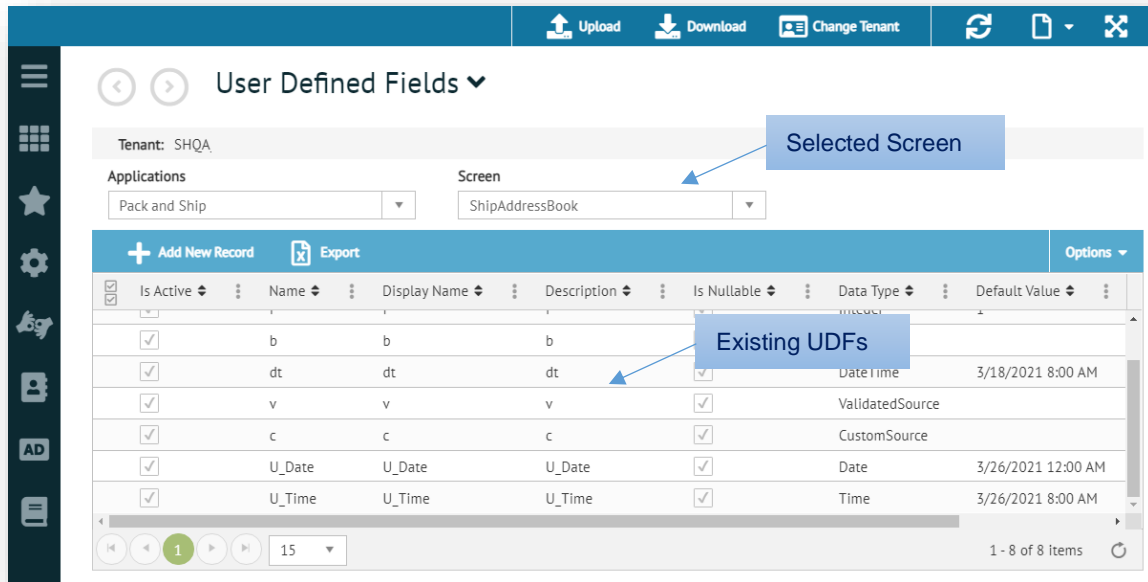 Upload Download Change Tenant
User Defined Fields
Tenant: SHQA
Selected Screen
Applications Screen
Pack and Ship ShipAddressBook
Add New Record Export Options
Is Active Name Display Name Description Is Nullable Data Type Default Value
b b b
Existing UDFs
dt dt dt DateTime 3/18/2021 8:00 AM
v v v ValidatedSource
c c c CustomSource
AD
U_Date U_Date U_Date Date 3/26/2021 12:00 AM
U_Time U_Time U_Time Time 3/26/2021 8:00 AM
1 15 1 - 8 of 8 items